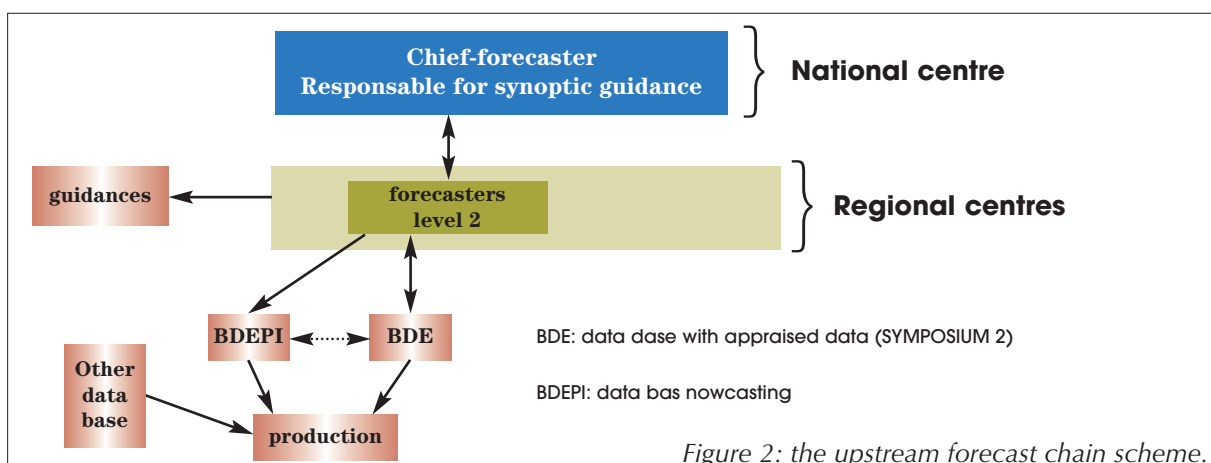 Chief-forecaster
Responsable for synoptic guidance
National centre
guidances
forecasters
level 2
Regional centres
BDEPI
BDE
BDE: data dase with appraised data (SYMPOSIUM 2)
Other
data
base
BDEPI: data bas nowcasting
production
Figure 2: the upstream forecast chain scheme.